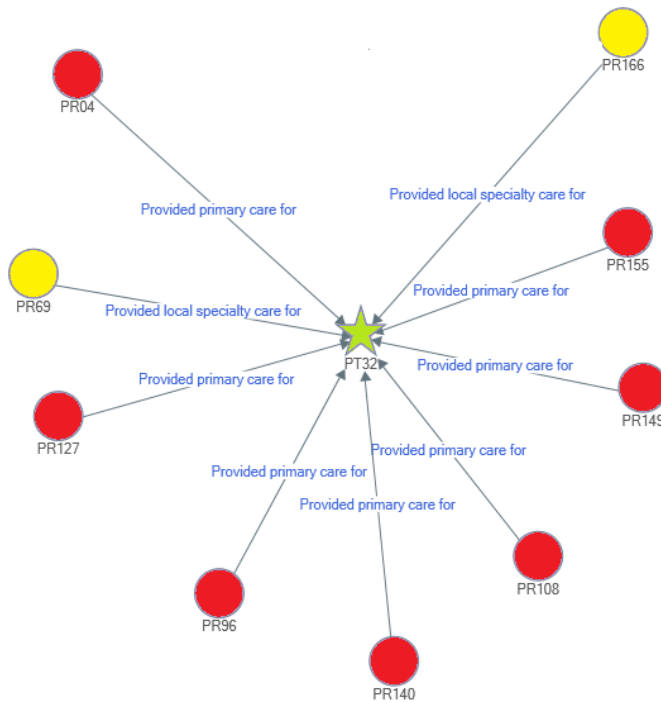 PR166
PR04
Provided local specialty care for
Provided primary care for
PR155
Provided primary care for
PR69
Provided local specialty care for
PT32
Provided primary care for
Provided primary care for
PR149
PR127
Provided primary care for
Provided primary care for
Provided primary care for
PR108
PR96
PR140